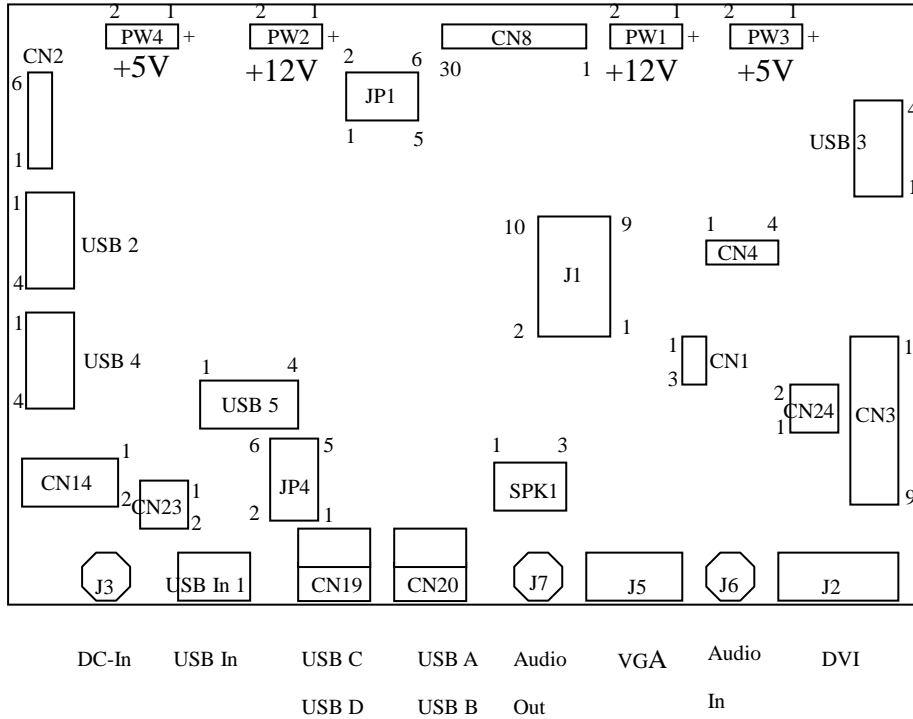 2 1 2 1 2 1 2 1
PW4 + PW2 + CN8 PW1 + PW3 +
CN2 +5V +12V 30 1 +12V +5V
2 6
6 JP1 4
1 5 USB 3
1 1
1 10 9 1 4
USB 2 CN4
4 J1
1 2 1 1 1
USB 4 1 4 CN1
3
4 USB 5 2 CN24 CN3
1
6 5 1 3
1
CN14 JP4 SPK1
2 CN23 1
2 2 1 9
J3 USB In 1 CN19 CN20 J7 J5 J6 J2
DC-In USB In USB C USB A Audio VGA Audio DVI
USB D USB B Out In